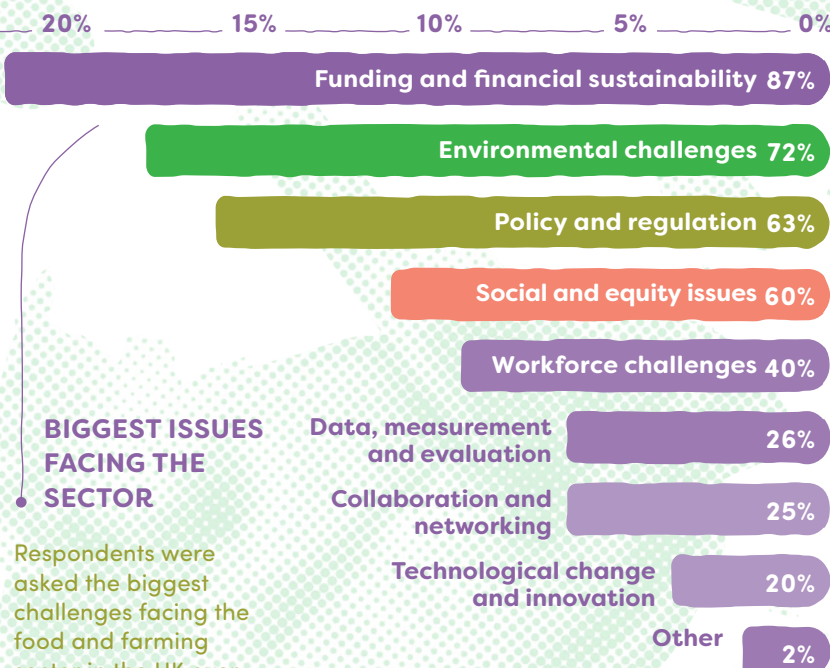 20% 15% 10% 5% 0%
Funding and financial sustainability 87%
Environmental challenges 72%
Policy and regulation 63%
Social and equity issues 60%
Workforce challenges 40%
Data, measurement
and evaluation
26%
Collaboration and
networking
25%
Technological change
and innovation
20%
Other
2%
BIGGEST ISSUES
FACING THE
SECTOR
Respondents were
asked the biggest
challenges facing the
food and farming